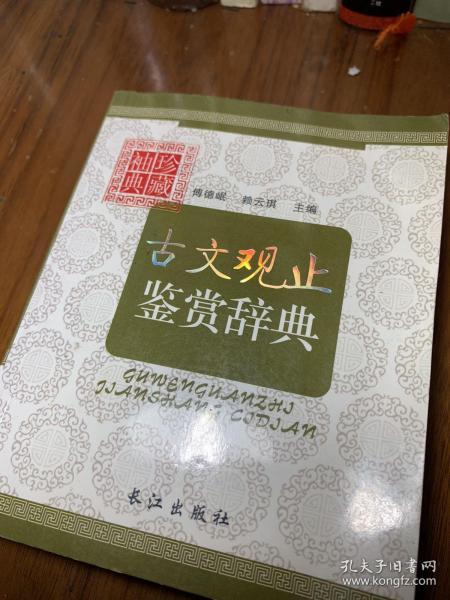 袖珍
典藏
傅德岷 赖云琪 主编
古文观止
鉴赏辞典
GUWENGUANZHI
JIANSHANG CIDIAN
长江出版社
孔夫子旧书网
www.kongfz.com